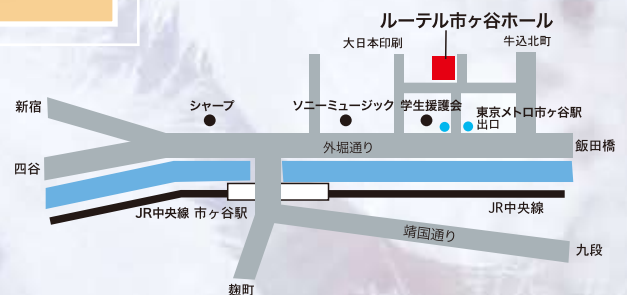 ルーテル市ヶ谷ホール
大日本印刷
牛込北町
新宿
シャープ
ソニーミュージック
学生援護会
東京メトロ市ヶ谷駅
出口
外堀通り
飯田橋
四谷
JR中央線 市ヶ谷駅
JR中央線
靖国通り
九段
麹町